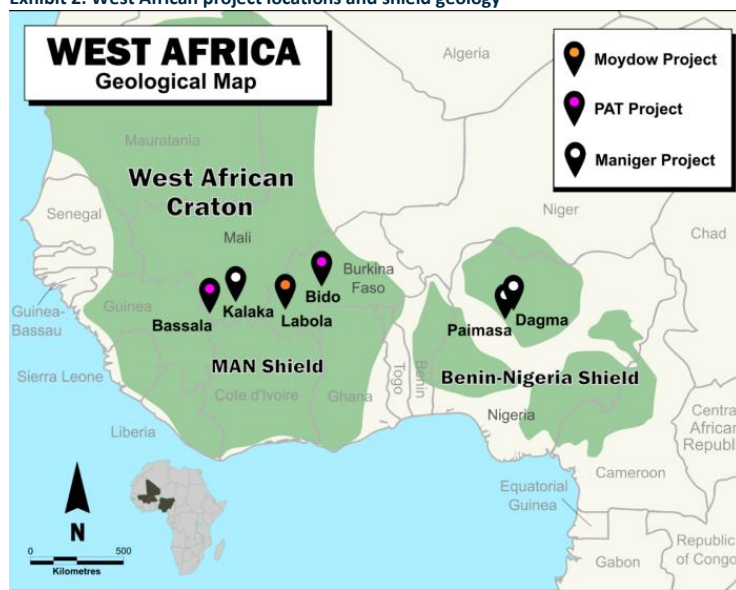 Exhibit 2: West African project locations and shield geology
WEST AFRICA
Geological Map
Moydow Project
PAT Project
Maniger Project
Algeria
Mauratania
West African
Craton
Senegal
Mali
Niger
Chad
Burkina
Faso
Bido
Guinea-
Bassau
Guinea
Bassala
Kalaka
Labola
Paimasa
Dagma
MAN Shield
Benin-Nigeria Shield
Sierra Leone
Cote d'Ivoire
Ghana
Togo
Benin
Nigeria
Liberia
Central
African
Republi
Cameroon
Equatorial
Guinea
Gabon
Republic
of Congo
N
0 500
Kilometres